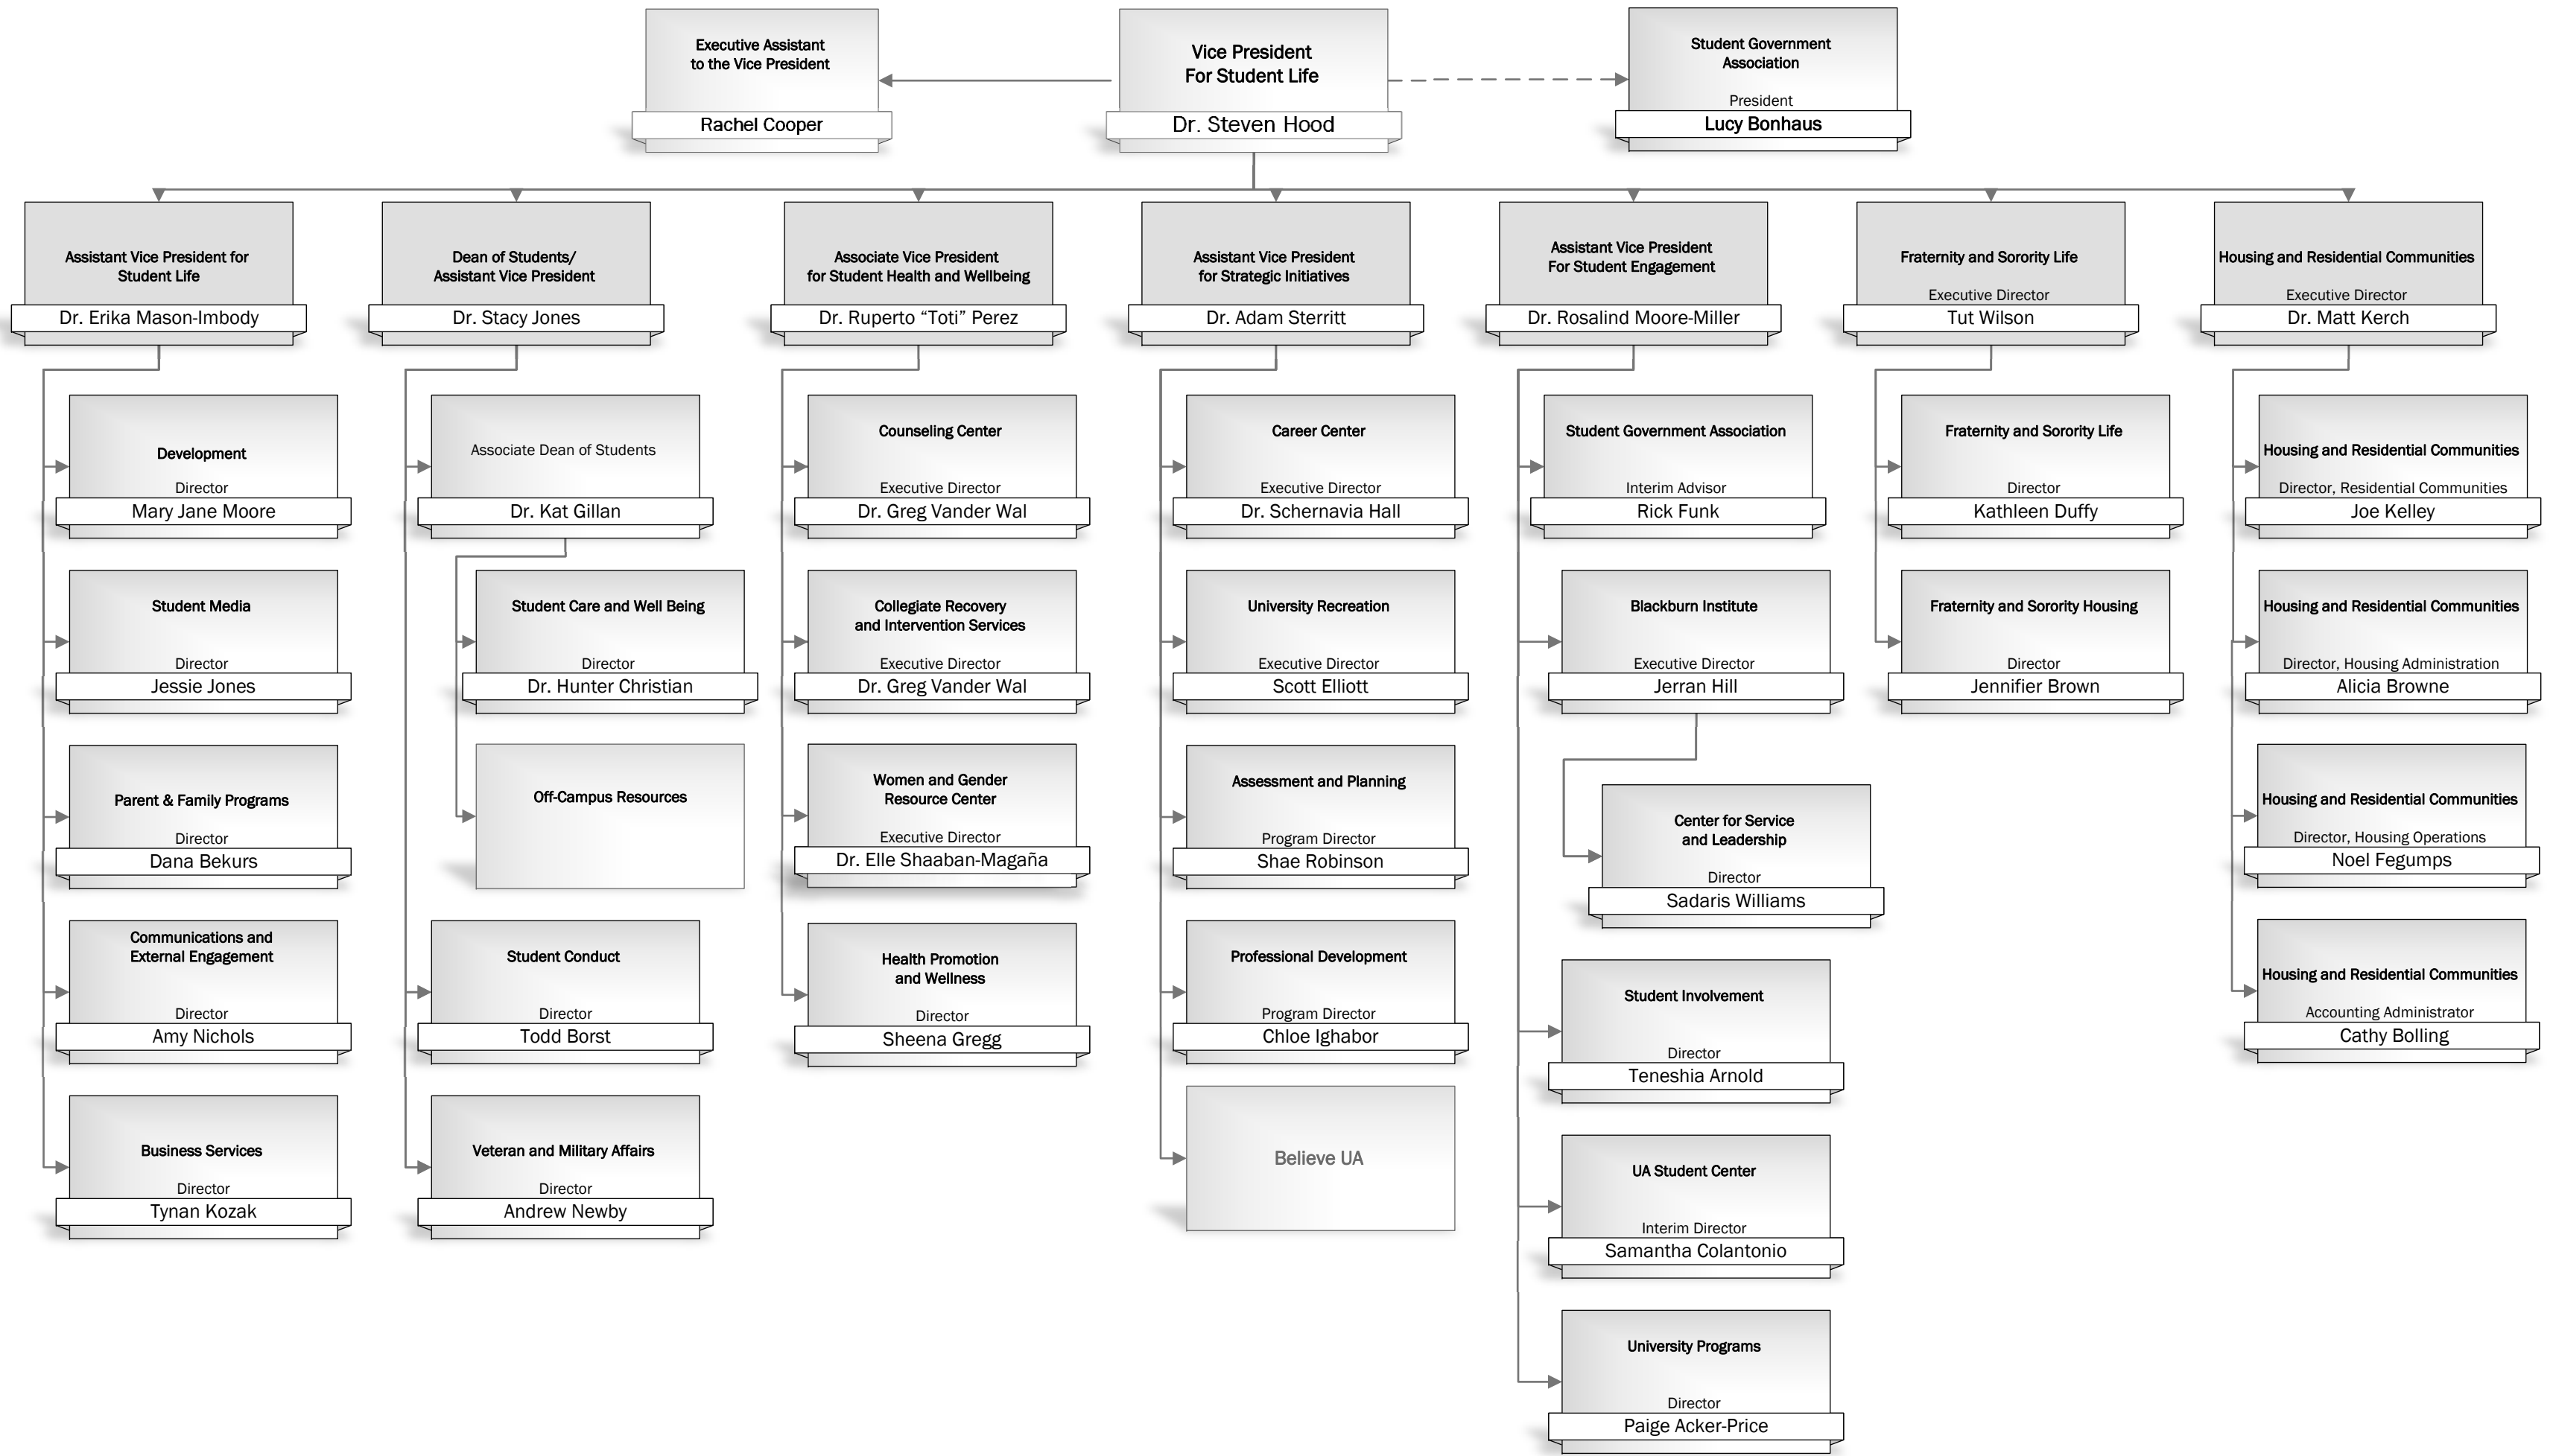 Executive Assistant
to the Vice President
Rachel Cooper
Vice President
For Student Life
Dr. Steven Hood
Student Government
Association
President
Lucy Bonhaus
Assistant Vice President for
Student Life
Dr. Erika Mason-Imbody
Dean of Students/
Assistant Vice President
Dr. Stacy Jones
Associate Vice President
for Student Health and Wellbeing
Dr. Ruperto “Toti” Perez
Assistant Vice President
for Strategic Initiatives
Dr. Adam Sterritt
Assistant Vice President
For Student Engagement
Dr. Rosalind Moore-Miller
Fraternity and Sorority Life
Executive Director
Tut Wilson
Housing and Residential Communities
Executive Director
Dr. Matt Kerch
Development
Director
Mary Jane Moore
Student Media
Director
Jessie Jones
Parent & Family Programs
Director
Dana Bekurs
Communications and
External Engagement
Director
Amy Nichols
Business Services
Director
Tynan Kozak
Associate Dean of Students
Dr. Kat Gillan
Student Care and Well Being
Director
Dr. Hunter Christian
Off-Campus Resources
Student Conduct
Director
Todd Borst
Veteran and Military Affairs
Director
Andrew Newby
Counseling Center
Executive Director
Dr. Greg Vander Wal
Collegiate Recovery
and Intervention Services
Executive Director
Dr. Greg Vander Wal
Women and Gender
Resource Center
Executive Director
Dr. Elle Shaaban-Magaña
Health Promotion
and Wellness
Director
Sheena Gregg
Career Center
Executive Director
Dr. Schernavia Hall
University Recreation
Executive Director
Scott Elliott
Assessment and Planning
Program Director
Shae Robinson
Professional Development
Program Director
Chloe Ighabor
Believe UA
Student Government Association
Interim Advisor
Rick Funk
Blackburn Institute
Executive Director
Jerran Hill
Center for Service
and Leadership
Director
Sadaris Williams
Student Involvement
Director
Teneshia Arnold
UA Student Center
Interim Director
Samantha Colantonio
University Programs
Director
Paige Acker-Price
Fraternity and Sorority Life
Director
Kathleen Duffy
Fraternity and Sorority Housing
Director
Jennifier Brown
Housing and Residential Communities
Director, Residential Communities
Joe Kelley
Housing and Residential Communities
Director, Housing Administration
Alicia Browne
Housing and Residential Communities
Director, Housing Operations
Noel Fegumps
Housing and Residential Communities
Accounting Administrator
Cathy Bolling